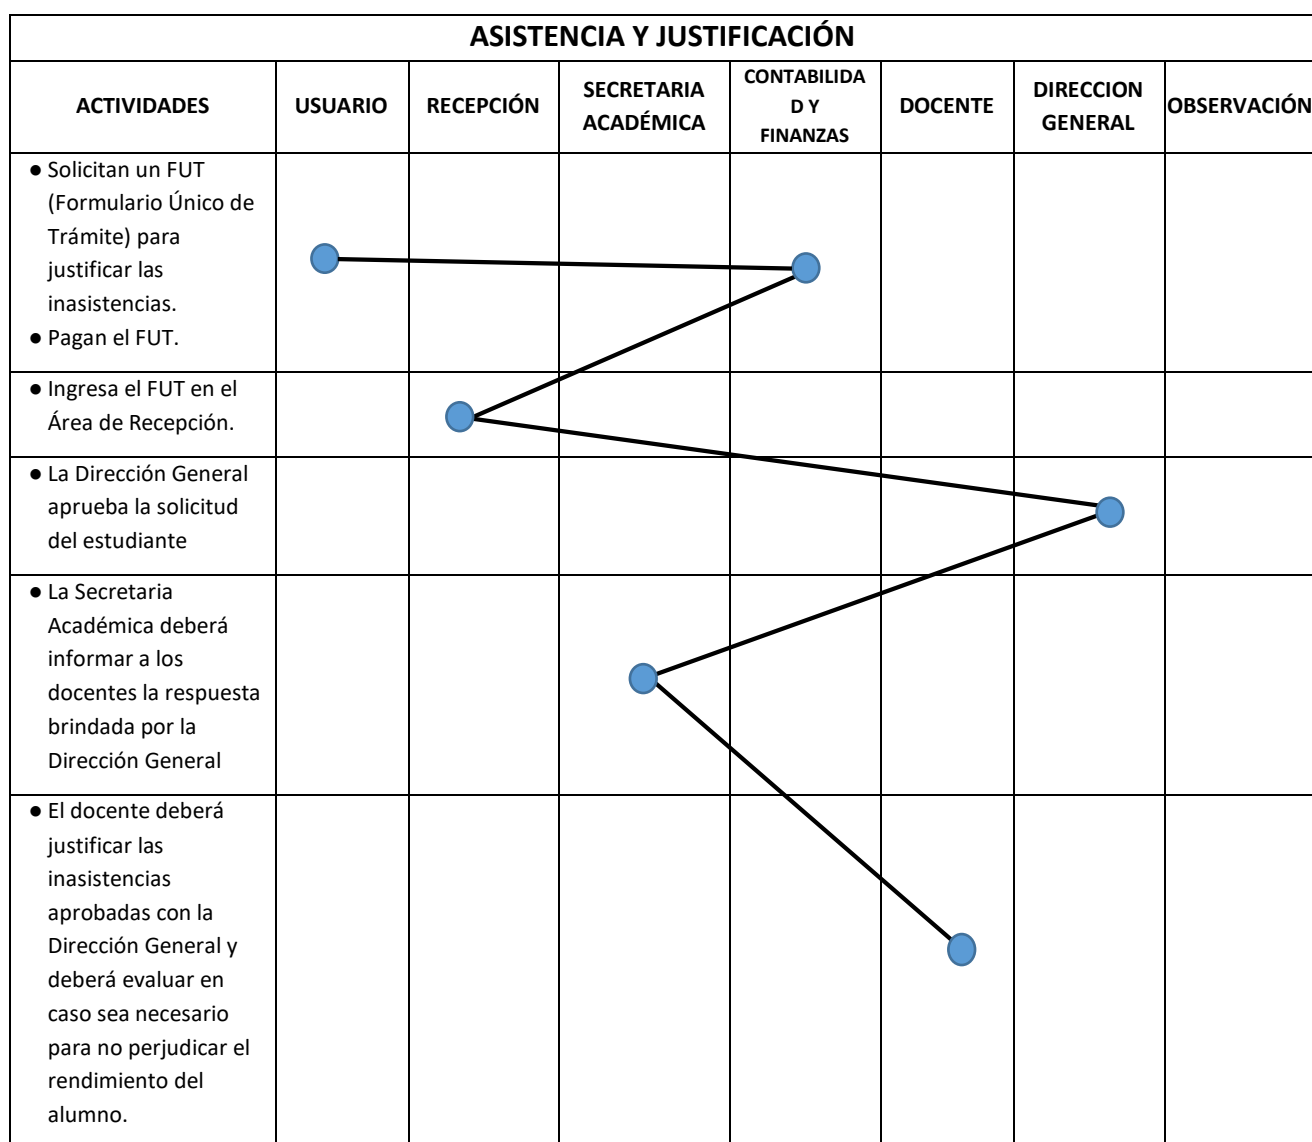 ASISTENCIA Y JUSTIFICACIÓN
ACTIVIDADES
USUARIO
RECEPCIÓN
SECRETARIA
ACADÉMICA
CONTABILIDA
D Y
FINANZAS
DOCENTE
DIRECCION
GENERAL
OBSERVACIÓN
● Solicitan un FUT
(Formulario Único de
Trámite) para
justificar las
inasistencias.
● Pagan el FUT.
● Ingresa el FUT en el
Área de Recepción.
● La Dirección General
aprueba la solicitud
del estudiante
● La Secretaria
Académica deberá
informar a los
docentes la respuesta
brindada por la
Dirección General
● El docente deberá
justificar las
inasistencias
aprobadas con la
Dirección General y
deberá evaluar en
caso sea necesario
para no perjudicar el
rendimiento del
alumno.